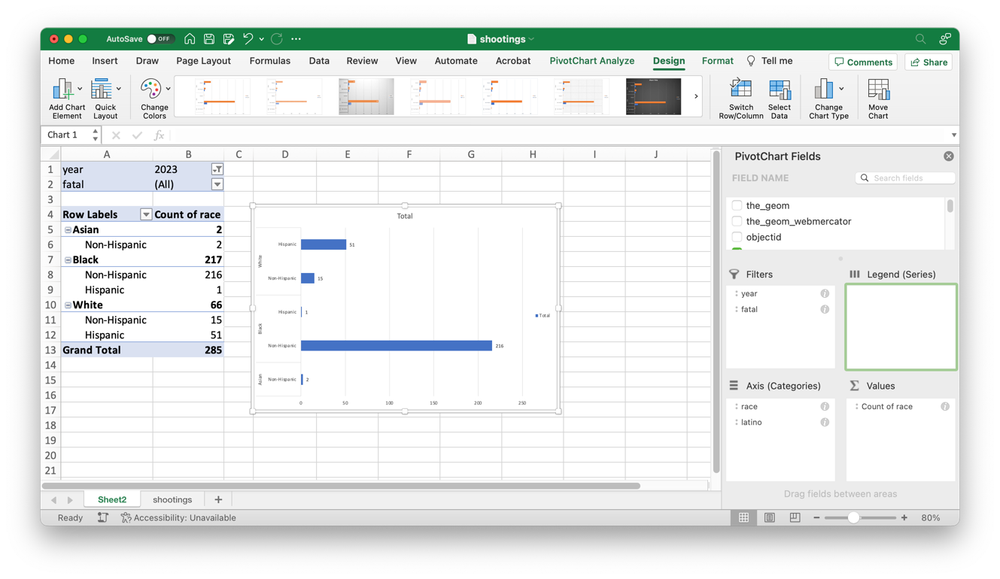 AutoSave OFF shootings
Home Insert Draw Page Layout Formulas Data Review View Automate Acrobat PivotChart Analyze Design Format Tell me Comments Share
Add Chart Element
Quick Layout
Change Colors
Switch Row/Column
Select Data
Change Chart Type
Move Chart
Chart 1 fx
A B C D E F G H I J
1 year 2023
2 fatal (All)
3
4 Row Labels Count of race
5 Asian 2
6 Non-Hispanic 2
7 Black 217
8 Non-Hispanic 216
9 Hispanic 1
10 White 66
11 Non-Hispanic 15
12 Hispanic 51
13 Grand Total 285
14
15
16
17
18
19
20
21
Total
White
Hispanic 51
Non-Hispanic 15
Black
Hispanic 1
Non-Hispanic 216
Asian
Non-Hispanic 2
0 50 100 150 200 250
Total
PivotChart Fields
FIELD NAME Search fields
the_geom
the_geom_webmercator
objectid
Filters
year
fatal
Legend (Series)
Axis (Categories)
race
latino
Values
Count of race
Drag fields between areas
Sheet2 shootings +
Ready Accessibility: Unavailable 80%